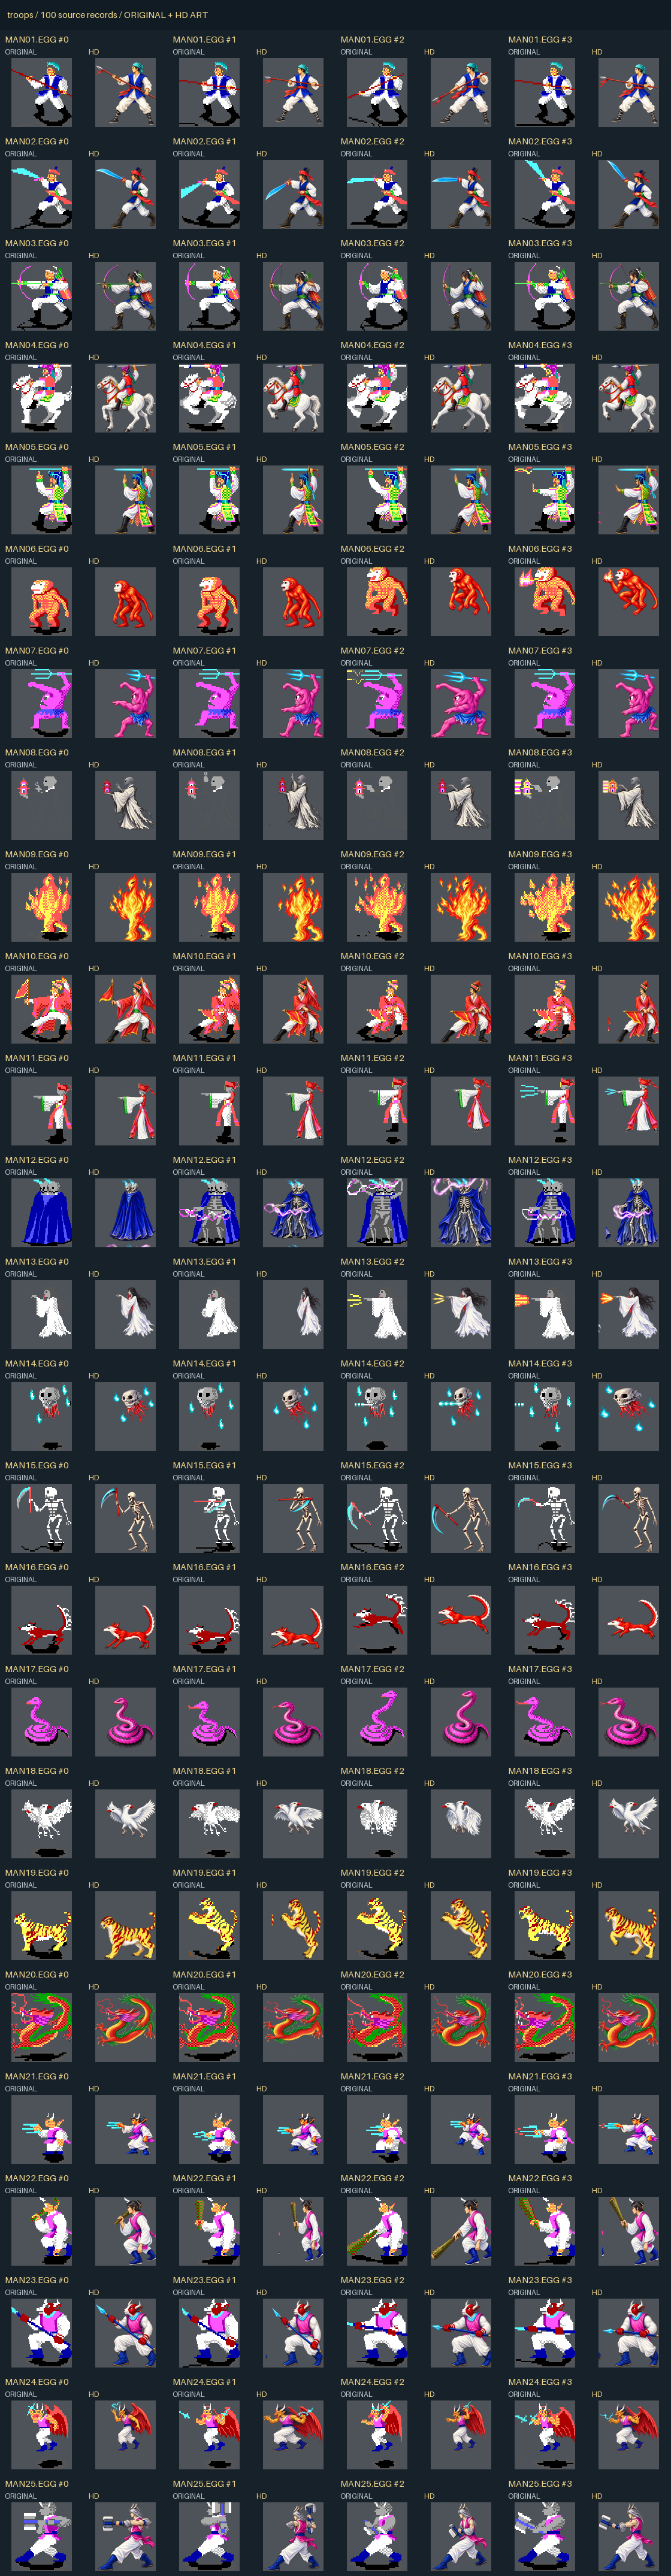 troops / 100 source records / ORIGINAL + HD ART
MAN01.EGG #0 MAN01.EGG #1 MAN01.EGG #2 MAN01.EGG #3
ORIGINAL HD ORIGINAL HD ORIGINAL HD ORIGINAL HD
MAN02.EGG #0 MAN02.EGG #1 MAN02.EGG #2 MAN02.EGG #3
ORIGINAL HD ORIGINAL HD ORIGINAL HD ORIGINAL HD
MAN03.EGG #0 MAN03.EGG #1 MAN03.EGG #2 MAN03.EGG #3
ORIGINAL HD ORIGINAL HD ORIGINAL HD ORIGINAL HD
MAN04.EGG #0 MAN04.EGG #1 MAN04.EGG #2 MAN04.EGG #3
ORIGINAL HD ORIGINAL HD ORIGINAL HD ORIGINAL HD
MAN05.EGG #0 MAN05.EGG #1 MAN05.EGG #2 MAN05.EGG #3
ORIGINAL HD ORIGINAL HD ORIGINAL HD ORIGINAL HD
MAN06.EGG #0 MAN06.EGG #1 MAN06.EGG #2 MAN06.EGG #3
ORIGINAL HD ORIGINAL HD ORIGINAL HD ORIGINAL HD
MAN07.EGG #0 MAN07.EGG #1 MAN07.EGG #2 MAN07.EGG #3
ORIGINAL HD ORIGINAL HD ORIGINAL HD ORIGINAL HD
MAN08.EGG #0 MAN08.EGG #1 MAN08.EGG #2 MAN08.EGG #3
ORIGINAL HD ORIGINAL HD ORIGINAL HD ORIGINAL HD
MAN09.EGG #0 MAN09.EGG #1 MAN09.EGG #2 MAN09.EGG #3
ORIGINAL HD ORIGINAL HD ORIGINAL HD ORIGINAL HD
MAN10.EGG #0 MAN10.EGG #1 MAN10.EGG #2 MAN10.EGG #3
ORIGINAL HD ORIGINAL HD ORIGINAL HD ORIGINAL HD
MAN11.EGG #0 MAN11.EGG #1 MAN11.EGG #2 MAN11.EGG #3
ORIGINAL HD ORIGINAL HD ORIGINAL HD ORIGINAL HD
MAN12.EGG #0 MAN12.EGG #1 MAN12.EGG #2 MAN12.EGG #3
ORIGINAL HD ORIGINAL HD ORIGINAL HD ORIGINAL HD
MAN13.EGG #0 MAN13.EGG #1 MAN13.EGG #2 MAN13.EGG #3
ORIGINAL HD ORIGINAL HD ORIGINAL HD ORIGINAL HD
MAN14.EGG #0 MAN14.EGG #1 MAN14.EGG #2 MAN14.EGG #3
ORIGINAL HD ORIGINAL HD ORIGINAL HD ORIGINAL HD
MAN15.EGG #0 MAN15.EGG #1 MAN15.EGG #2 MAN15.EGG #3
ORIGINAL HD ORIGINAL HD ORIGINAL HD ORIGINAL HD
MAN16.EGG #0 MAN16.EGG #1 MAN16.EGG #2 MAN16.EGG #3
ORIGINAL HD ORIGINAL HD ORIGINAL HD ORIGINAL HD
MAN17.EGG #0 MAN17.EGG #1 MAN17.EGG #2 MAN17.EGG #3
ORIGINAL HD ORIGINAL HD ORIGINAL HD ORIGINAL HD
MAN18.EGG #0 MAN18.EGG #1 MAN18.EGG #2 MAN18.EGG #3
ORIGINAL HD ORIGINAL HD ORIGINAL HD ORIGINAL HD
MAN19.EGG #0 MAN19.EGG #1 MAN19.EGG #2 MAN19.EGG #3
ORIGINAL HD ORIGINAL HD ORIGINAL HD ORIGINAL HD
MAN20.EGG #0 MAN20.EGG #1 MAN20.EGG #2 MAN20.EGG #3
ORIGINAL HD ORIGINAL HD ORIGINAL HD ORIGINAL HD
MAN21.EGG #0 MAN21.EGG #1 MAN21.EGG #2 MAN21.EGG #3
ORIGINAL HD ORIGINAL HD ORIGINAL HD ORIGINAL HD
MAN22.EGG #0 MAN22.EGG #1 MAN22.EGG #2 MAN22.EGG #3
ORIGINAL HD ORIGINAL HD ORIGINAL HD ORIGINAL HD
MAN23.EGG #0 MAN23.EGG #1 MAN23.EGG #2 MAN23.EGG #3
ORIGINAL HD ORIGINAL HD ORIGINAL HD ORIGINAL HD
MAN24.EGG #0 MAN24.EGG #1 MAN24.EGG #2 MAN24.EGG #3
ORIGINAL HD ORIGINAL HD ORIGINAL HD ORIGINAL HD
MAN25.EGG #0 MAN25.EGG #1 MAN25.EGG #2 MAN25.EGG #3
ORIGINAL HD ORIGINAL HD ORIGINAL HD ORIGINAL HD